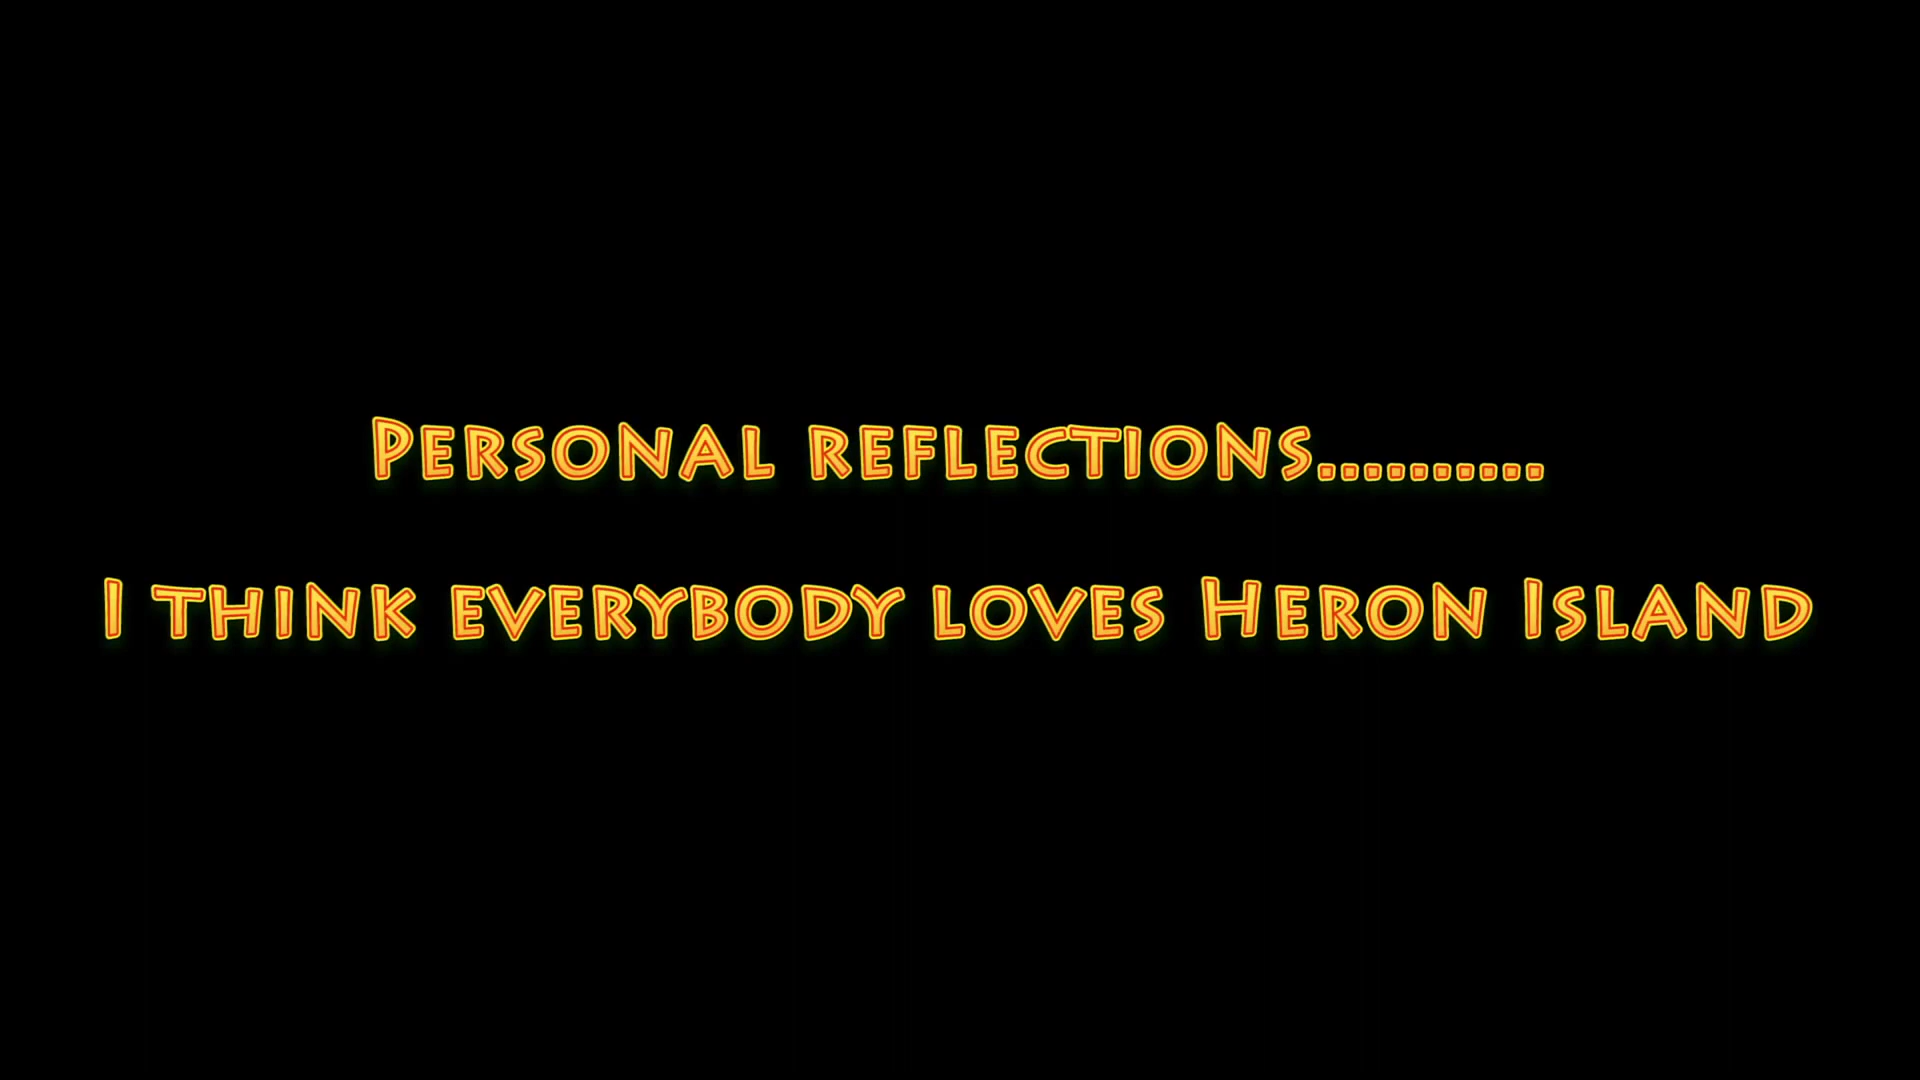 Personal reflections..........
I think everybody loves Heron Island